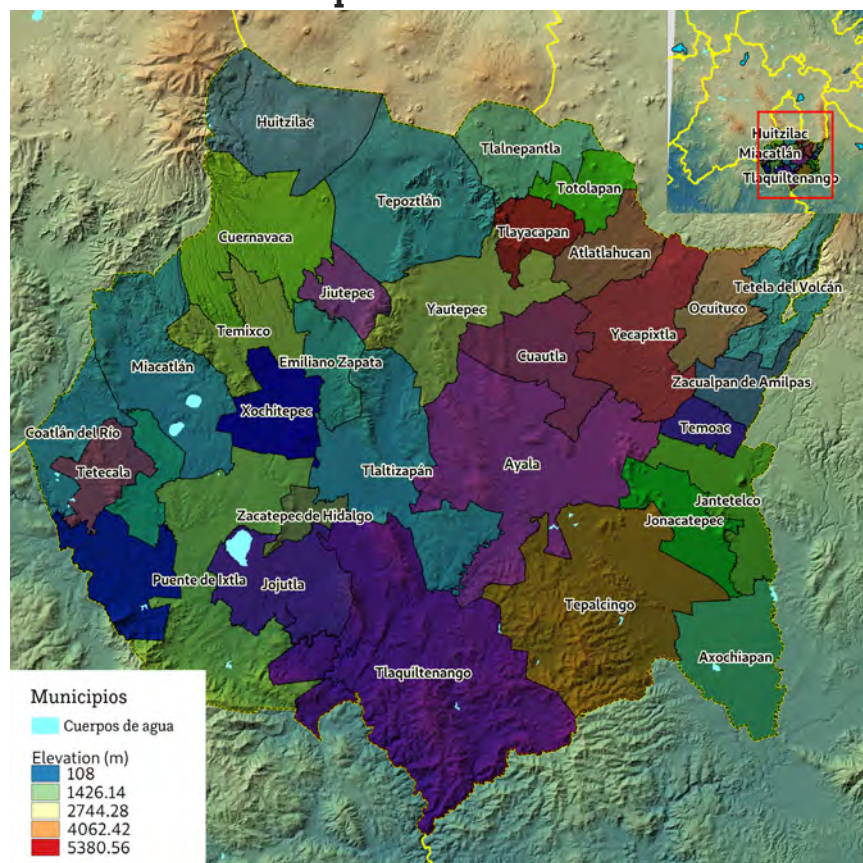 Huitzilac
Tlalnepantla
Huitzilac
Miacatlán
Tlaquiltenango
Totolapan
Tepoztlán
Tlayacapan
Cuernavaca
Atlatlahucan
Tetela del Volcán
Jiutepec
Yautepec
Ocuituco
Temixco
Yecapixtla
Cuautla
Miacatlán
Emiliano Zapata
Zacualpan de Amilpas
Xochitepec
Temoac
Coatlán del Río
Tetecala
Tlaltizapán
Ayala
Jantetelco
Zacatepec de Hidalgo
Jonacatepec
Puente de Ixtla
Jojutla
Tepalcingo
Axochiapan
Tlaquiltenango
Municipios
Cuerpos de agua
Elevation (m)
108
1426.14
2744.28
4062.42
5380.56